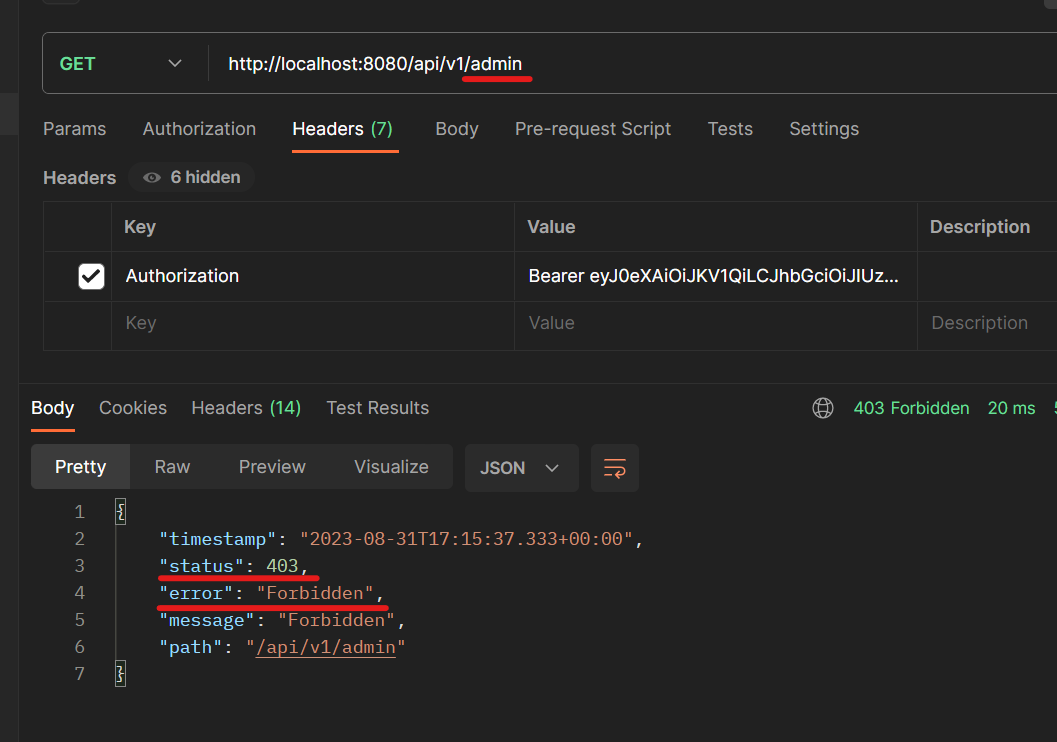 GET http://localhost:8080/api/v1/admin
Params Authorization Headers (7) Body Pre-request Script Tests Settings
Headers 6 hidden
Key Value Description
Authorization Bearer eyJ0eXAiOiJKV1QiLCJhbGciOiJIUz...
Key Value Description
Body Cookies Headers (14) Test Results 403 Forbidden 20 ms
Pretty Raw Preview Visualize JSON
1 {
2 "timestamp": "2023-08-31T17:15:37.333+00:00",
3 "status": 403,
4 "error": "Forbidden",
5 "message": "Forbidden",
6 "path": "/api/v1/admin"
7 }